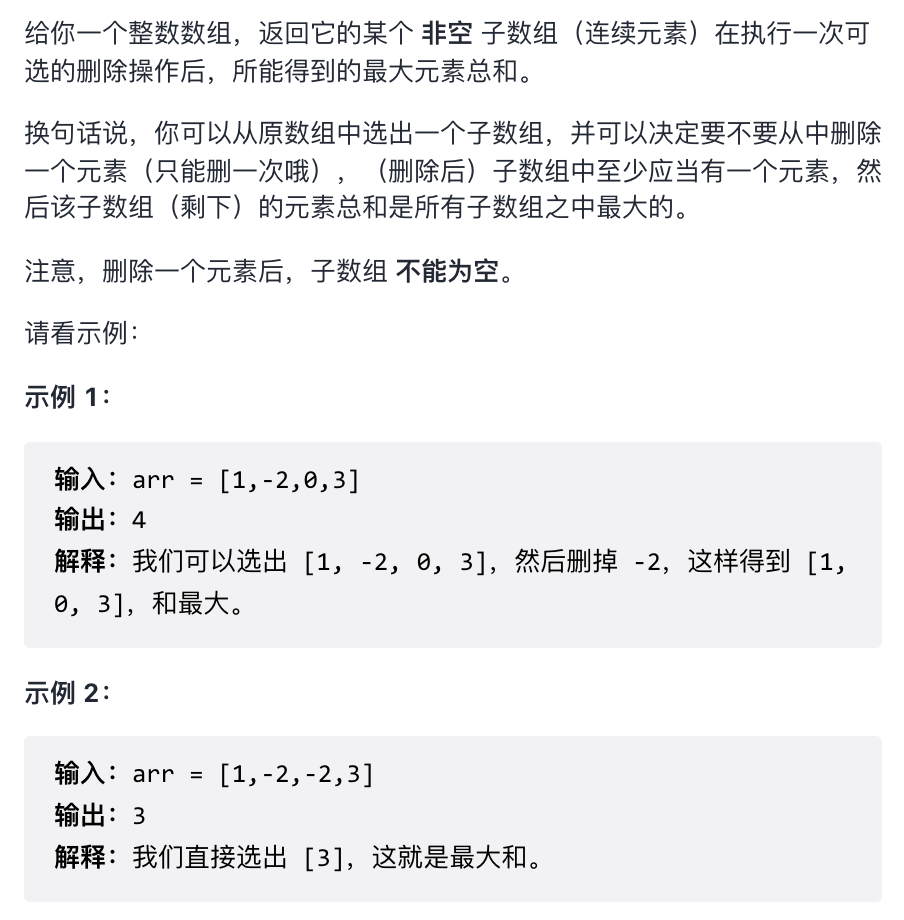 给你一个整数数组，返回它的某个 非空 子数组（连续元素）在执行一次可
选的删除操作后，所能得到的最大元素总和。
换句话说，你可以从原数组中选出一个子数组，并可以决定要不要从中删除
一个元素（只能删一次哦），（删除后）子数组中至少应当有一个元素，然
后该子数组（剩下）的元素总和是所有子数组之中最大的。
注意，删除一个元素后，子数组 不能为空。
请看示例：
示例 1：
输入：arr = [1,-2,0,3]
输出：4
解释：我们可以选出 [1, -2, 0, 3]，然后删掉 -2，这样得到 [1,
0, 3]，和最大。
示例 2：
输入：arr = [1,-2,-2,3]
输出：3
解释：我们直接选出 [3]，这就是最大和。